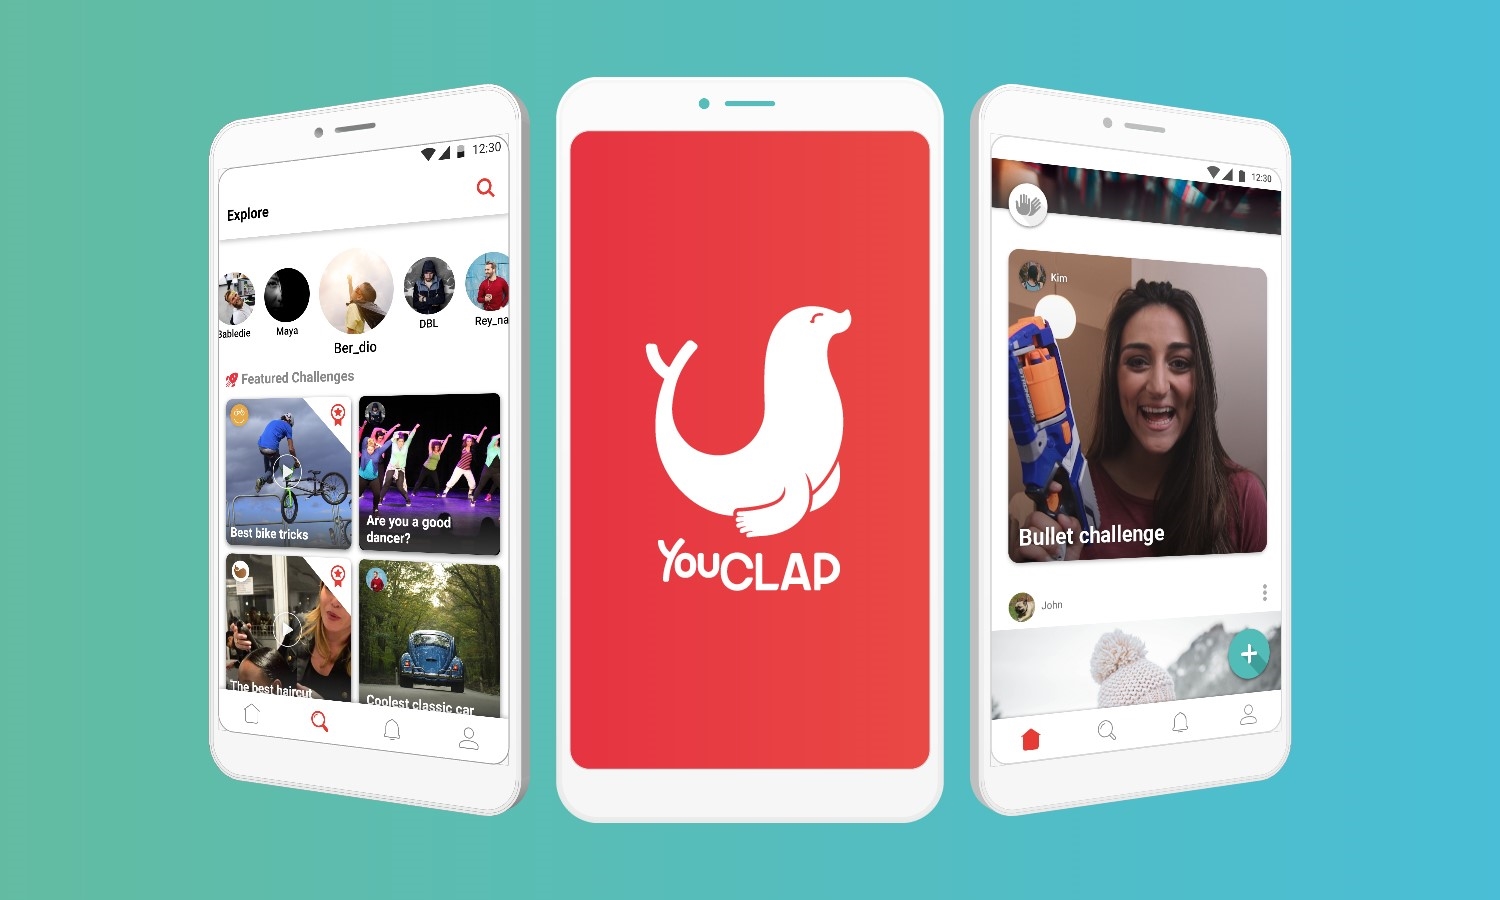 12:30
Explore
Babledie
Maya
Ber_dio
DBL
Rey_na
Featured Challenges
Best bike tricks
Are you a good
dancer?
The best haircut
Coolest classic car
YouCLAP
12:30
Kim
Bullet challenge
John